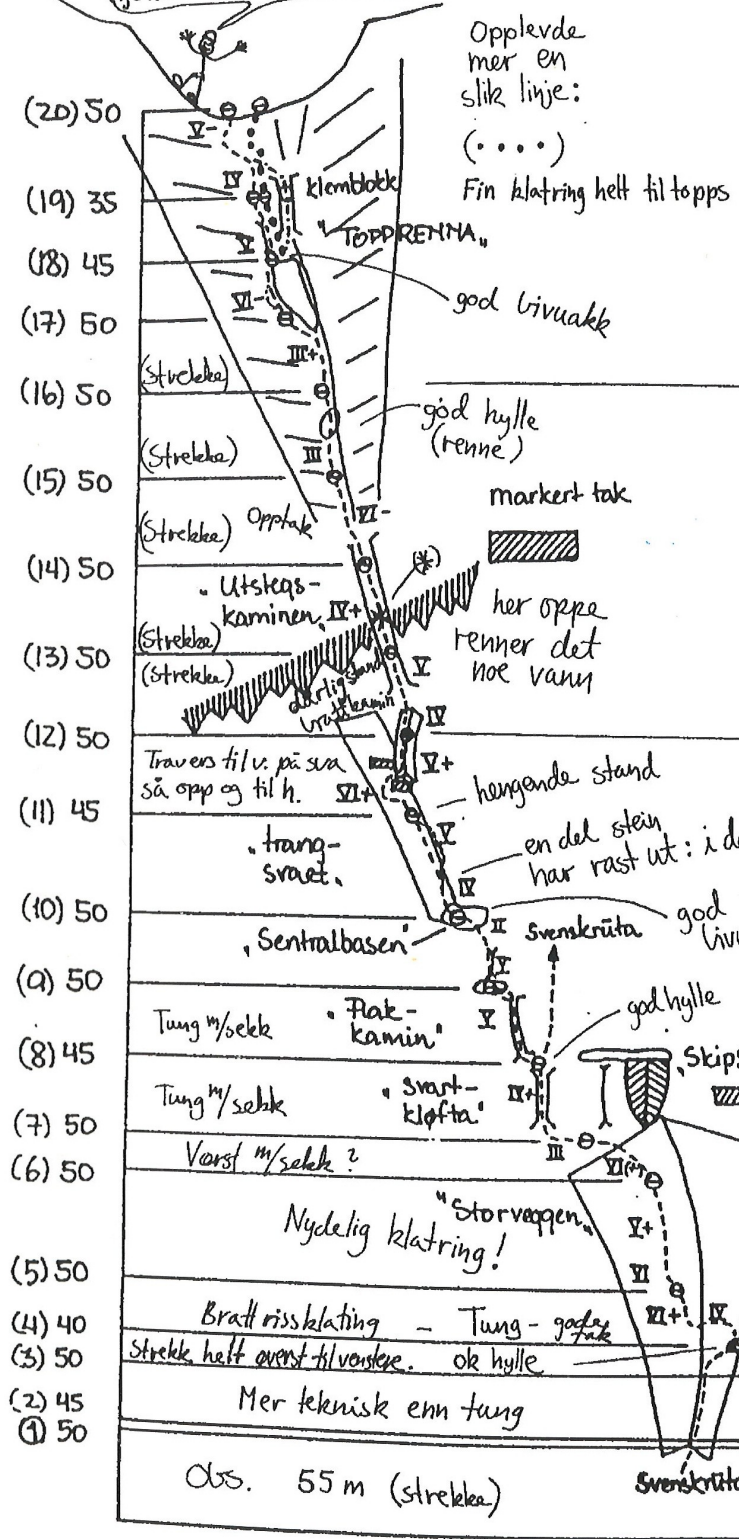 Opplevde
mer en
slik linje:
(• • • •)
Fin klatring helt til topps
(20) 50
V-
IV
klemblokk
(19) 35
"TOPPRENNA"
V
(18) 45
god bivuakk
VI-
(17) 50
III+
(Strekke)
(16) 50
god hylle
(renne)
III
(Strekke)
(15) 50
markert tak
VI-
(Strekke) Opptak
(14) 50
(*)
"Utstegs-
kaminen" IV+
her oppe
renner det
noe vann
(Strekke)
(13) 50
(Strekke)
V
dårlig stand
bratt kamin
IV
(12) 50
Travers til v. på sva
så opp og til h.
V+
VI+
hengende stand
(11) 45
V
"trang-
svaet"
en del stein
har rast ut: i d
IV
(10) 50
II
god
"Sentralbasen"
Svenskrüta
V
(9) 50
V
"Flak-
kamin"
Tung m/sekk
god hylle
(8) 45
"Skips
Tung m/sekk
"Svart-
kløfta"
IV+
(7) 50
III
Værst m/sekk ?
(6) 50
"Storveggen"
V+
Nydelig klatring!
VI
(5) 50
VI+
IV
Bratt rissklating - Tung - gode tak
(4) 40
Strekk helt øverst til venstre. ok hylle
(3) 50
Mer teknisk enn tung
(2) 45
(1) 50
Obs. 55 m (strekke)
Svenskrüta